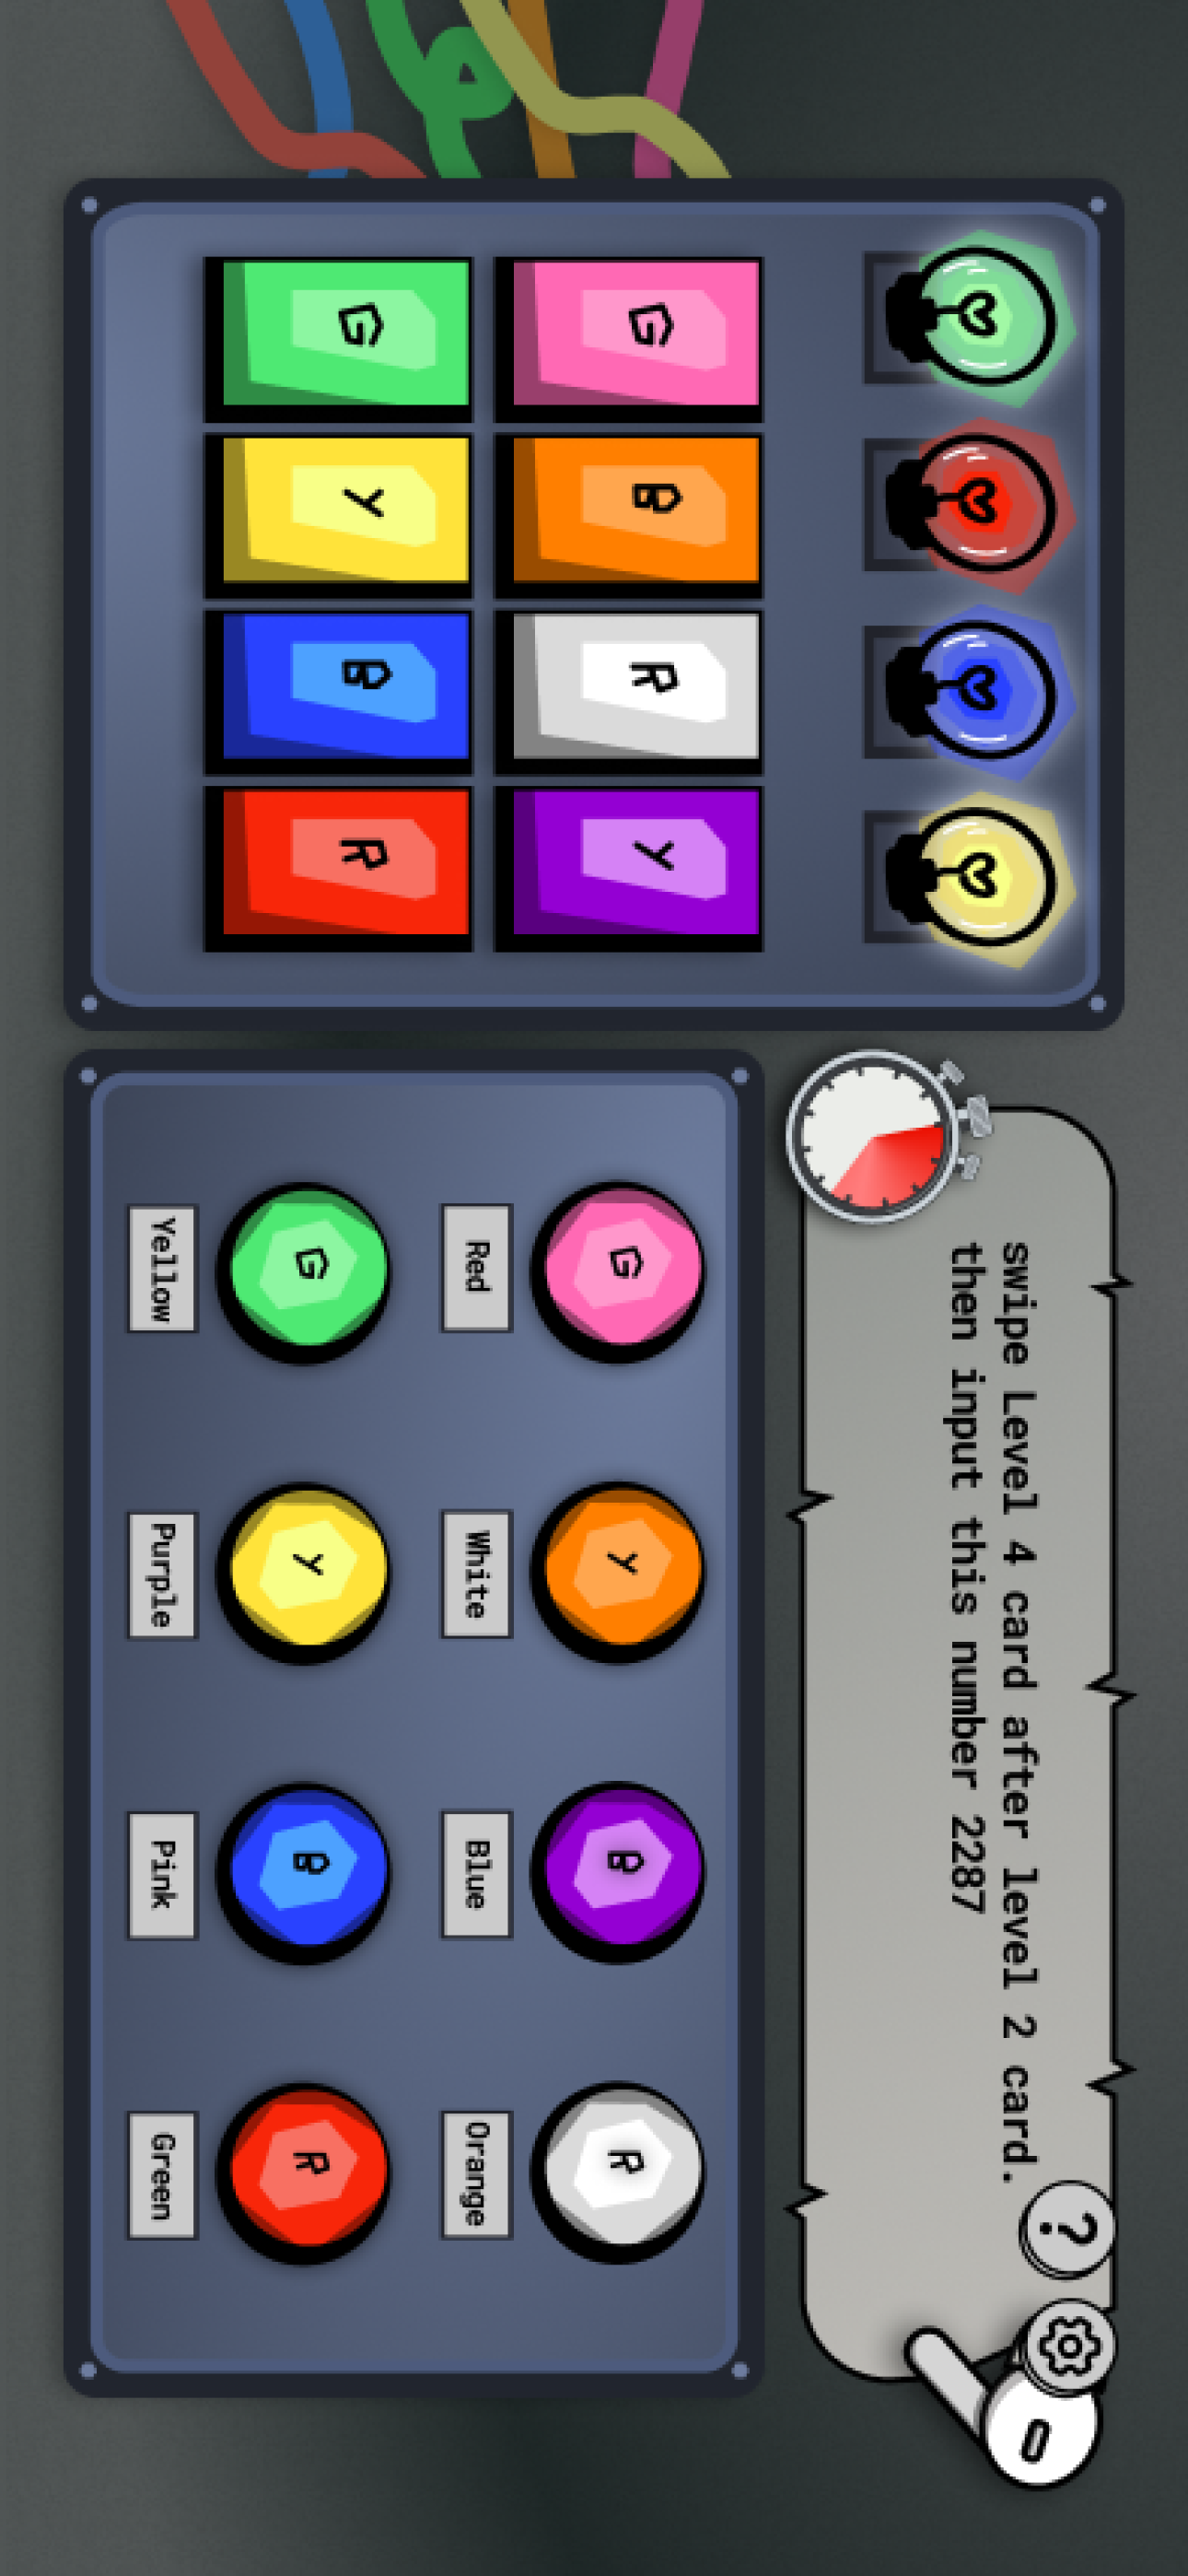 swipe Level 4 card after level 2 card.
then input this number 2287
G B R Y
G Y B R
G Y B R
Red White Blue Orange
G Y B R
Yellow Purple Pink Green
?
0